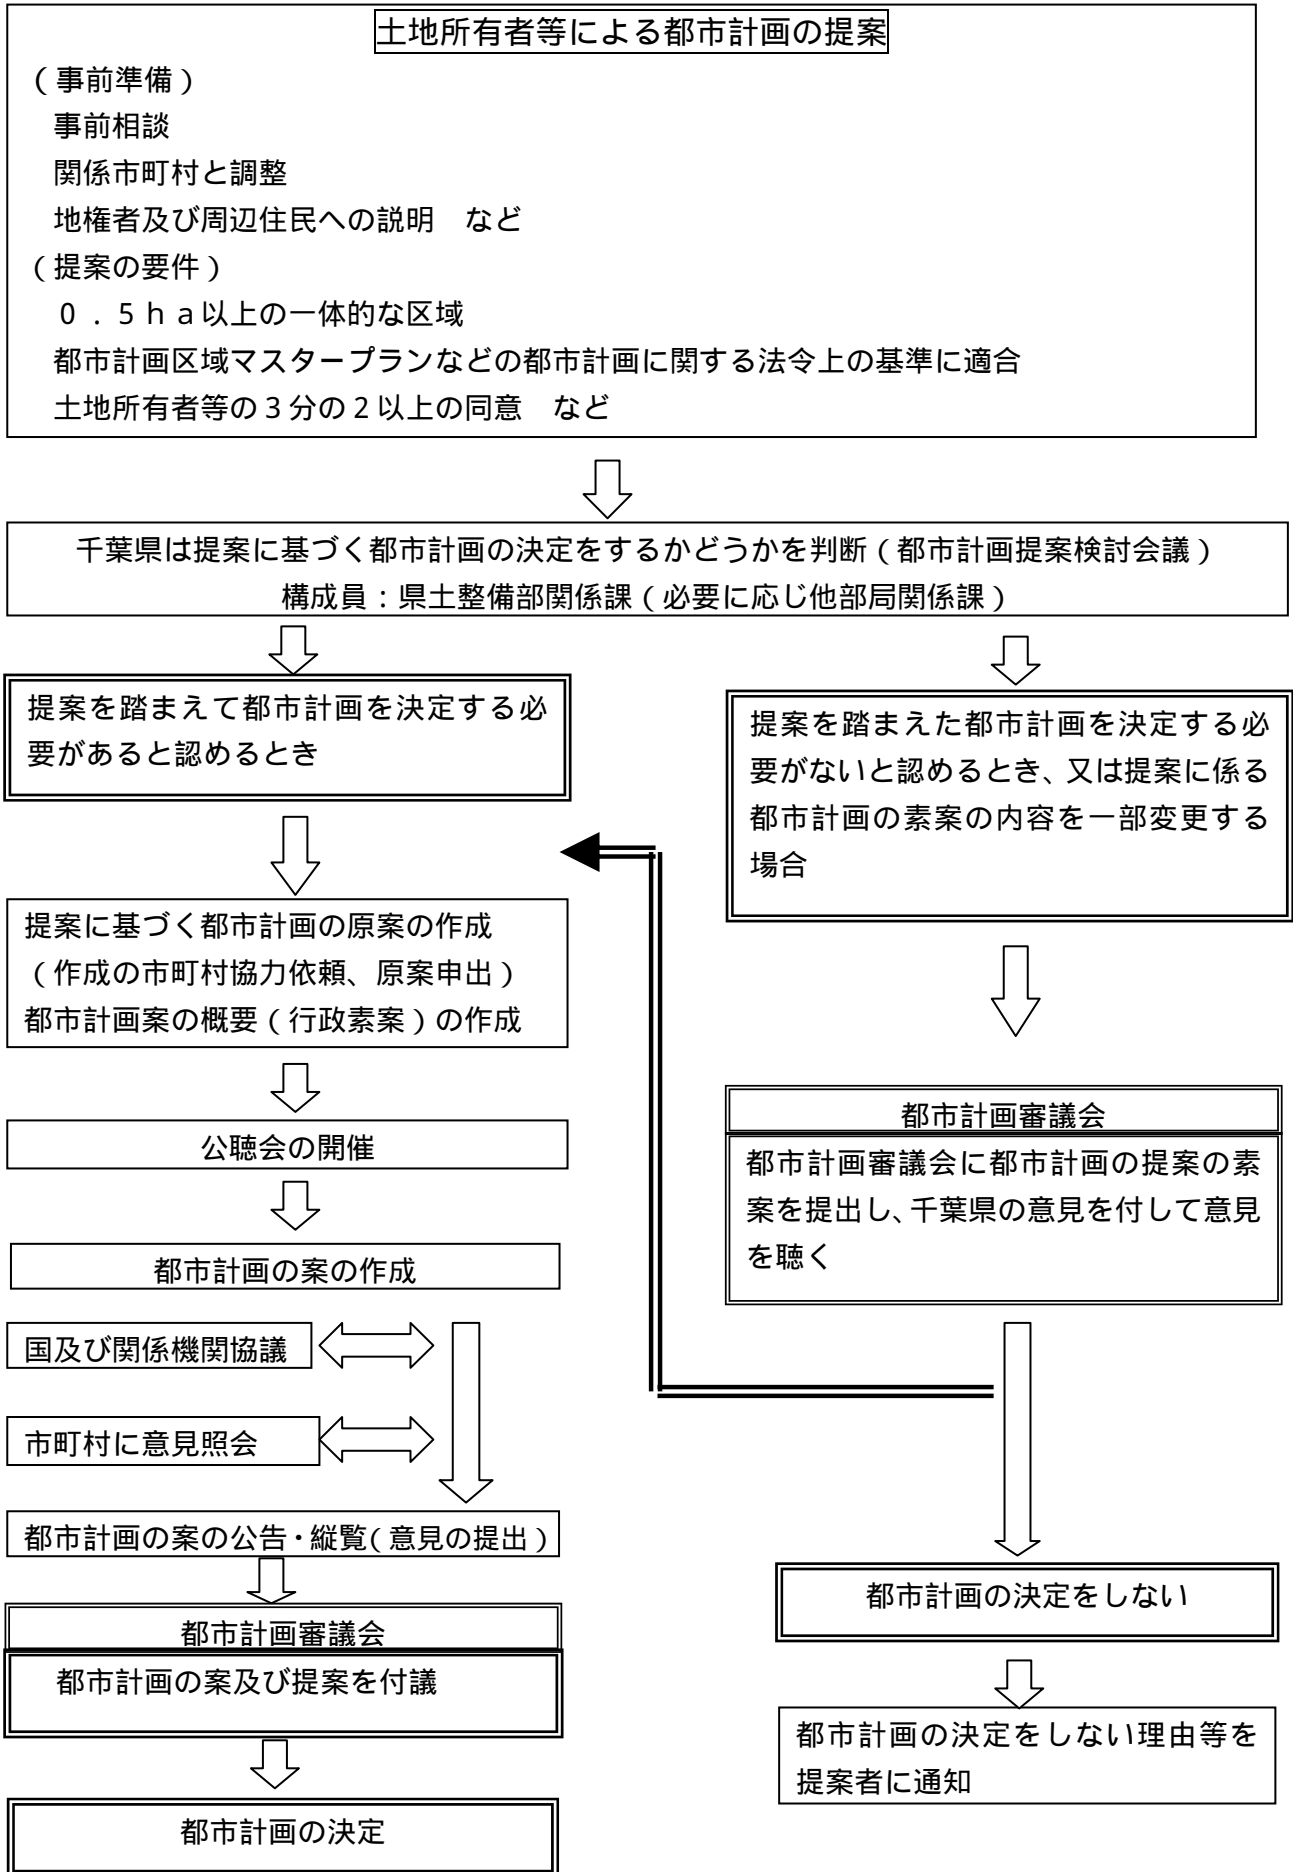 土地所有者等による都市計画の提案
（事前準備）
事前相談
関係市町村と調整
地権者及び周辺住民への説明　など
（提案の要件）
０．５ｈａ以上の一体的な区域
都市計画区域マスタープランなどの都市計画に関する法令上の基準に適合
土地所有者等の３分の２以上の同意　など
千葉県は提案に基づく都市計画の決定をするかどうかを判断（都市計画提案検討会議）
構成員：県土整備部関係課（必要に応じ他部局関係課）
提案を踏まえて都市計画を決定する必
要があると認めるとき
提案に基づく都市計画の原案の作成
（作成の市町村協力依頼、原案申出）
都市計画案の概要（行政素案）の作成
公聴会の開催
都市計画の案の作成
国及び関係機関協議
市町村に意見照会
都市計画の案の公告・縦覧（意見の提出）
都市計画審議会
都市計画の案及び提案を付議
都市計画の決定
提案を踏まえた都市計画を決定する必
要がないと認めるとき、又は提案に係る
都市計画の素案の内容を一部変更する
場合
都市計画審議会
都市計画審議会に都市計画の提案の素
案を提出し、千葉県の意見を付して意見
を聴く
都市計画の決定をしない
都市計画の決定をしない理由等を
提案者に通知